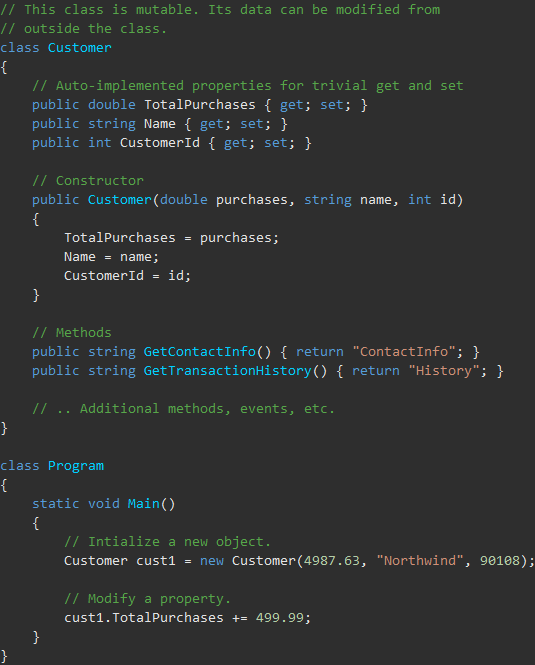 // This class is mutable. Its data can be modified from
// outside the class.
class Customer
{
    // Auto-implemented properties for trivial get and set
    public double TotalPurchases { get; set; }
    public string Name { get; set; }
    public int CustomerId { get; set; }

    // Constructor
    public Customer(double purchases, string name, int id)
    {
        TotalPurchases = purchases;
        Name = name;
        CustomerId = id;
    }

    // Methods
    public string GetContactInfo() { return "ContactInfo"; }
    public string GetTransactionHistory() { return "History"; }

    // .. Additional methods, events, etc.
}

class Program
{
    static void Main()
    {
        // Intialize a new object.
        Customer cust1 = new Customer(4987.63, "Northwind", 90108);

        // Modify a property.
        cust1.TotalPurchases += 499.99;
    }
}